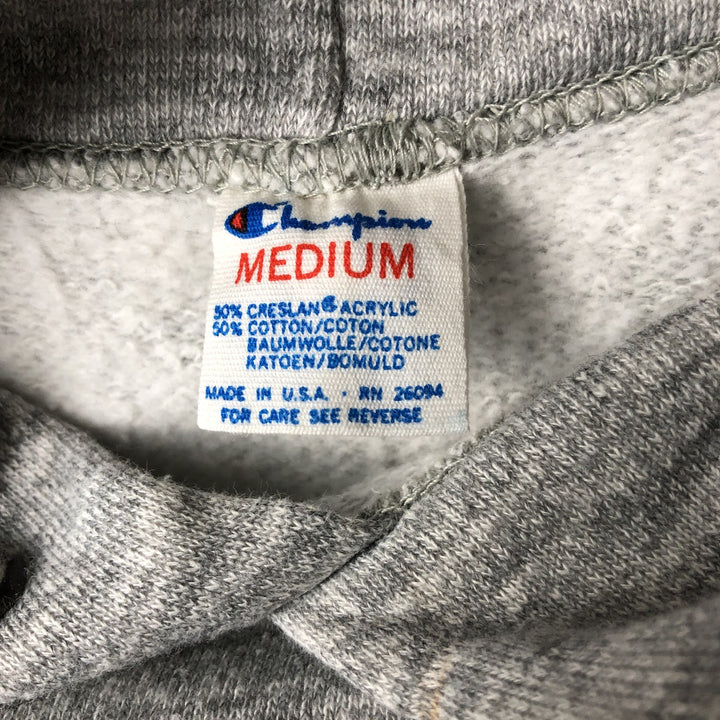 Champion
MEDIUM
50% CRESLAN® ACRYLIC
50% COTTON/COTON
BAUMWOLLE/COTONE
KATOEN/BOMULD
MADE IN U.S.A. • RN 26094
FOR CARE SEE REVERSE